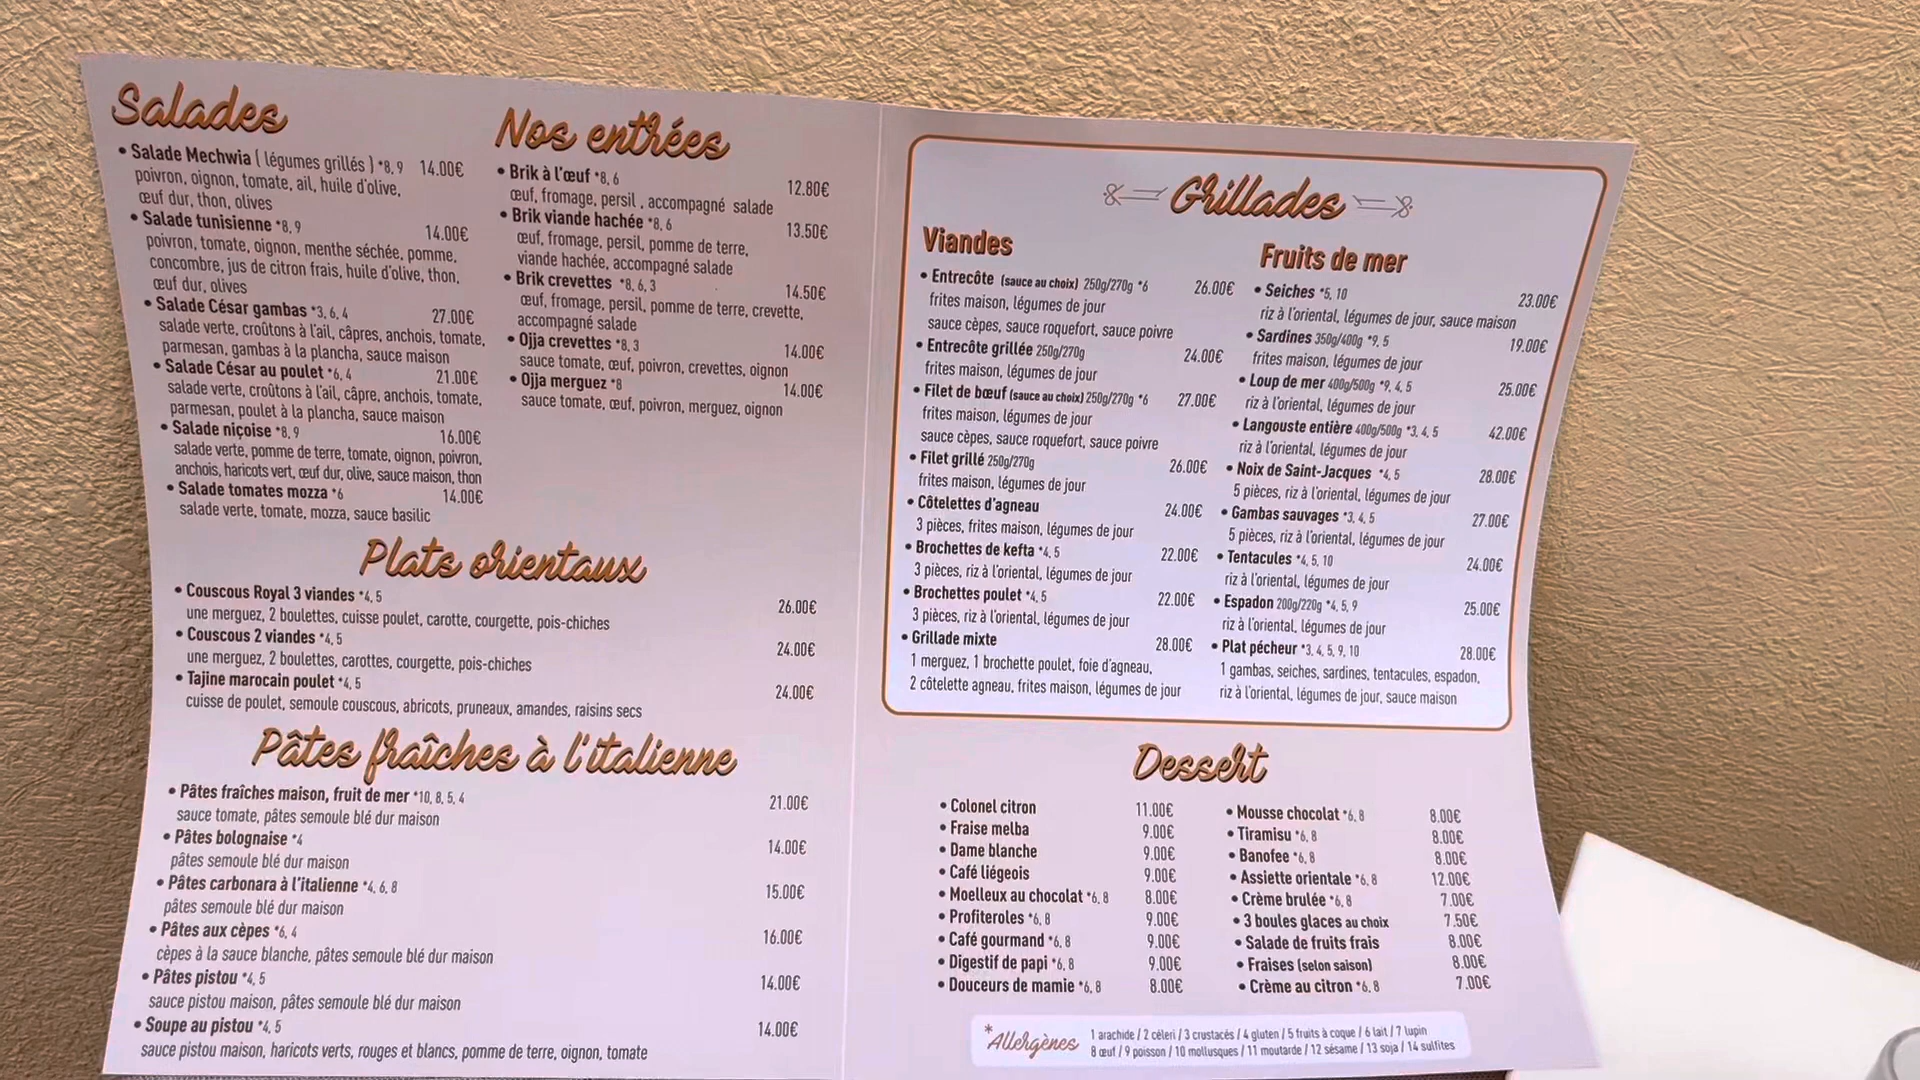 Salades
• Salade Mechwia ( légumes grillés ) *8, 9 14.00€
poivron, oignon, tomate, ail, huile d'olive,
œuf dur, thon, olives
• Salade tunisienne *8, 9 14.00€
poivron, tomate, oignon, menthe séchée, pomme,
concombre, jus de citron frais, huile d'olive, thon,
œuf dur, olives
• Salade César gambas *3, 6, 4 27.00€
salade verte, croûtons à l'ail, câpres, anchois, tomate,
parmesan, gambas à la plancha, sauce maison
• Salade César au poulet *6, 4 21.00€
salade verte, croûtons à l'ail, câpre, anchois, tomate,
parmesan, poulet à la plancha, sauce maison
• Salade niçoise *8, 9 16.00€
salade verte, pomme de terre, tomate, oignon, poivron,
anchois, haricots vert, œuf dur, olive, sauce maison, thon
• Salade tomates mozza *6 14.00€
salade verte, tomate, mozza, sauce basilic
Nos entrées
• Brik à l'œuf *8, 6 12.80€
œuf, fromage, persil , accompagné salade
• Brik viande hachée *8, 6 13.50€
œuf, fromage, persil, pomme de terre,
viande hachée, accompagné salade
• Brik crevettes *8, 6, 3 14.50€
œuf, fromage, persil, pomme de terre, crevette,
accompagné salade
• Ojja crevettes *8, 3 14.00€
sauce tomate, œuf, poivron, crevettes, oignon
• Ojja merguez *8 14.00€
sauce tomate, œuf, poivron, merguez, oignon
Plats orientaux
• Couscous Royal 3 viandes *4, 5 26.00€
une merguez, 2 boulettes, cuisse poulet, carotte, courgette, pois-chiches
• Couscous 2 viandes *4, 5 24.00€
une merguez, 2 boulettes, carottes, courgette, pois-chiches
• Tajine marocain poulet *4, 5 24.00€
cuisse de poulet, semoule couscous, abricots, pruneaux, amandes, raisins secs
Pâtes fraîches à l'italienne
• Pâtes fraîches maison, fruit de mer *10, 8, 5, 4 21.00€
sauce tomate, pâtes semoule blé dur maison
• Pâtes bolognaise *4 14.00€
pâtes semoule blé dur maison
• Pâtes carbonara à l'italienne *4, 6, 8 15.00€
pâtes semoule blé dur maison
• Pâtes aux cèpes *6, 4 16.00€
cèpes à la sauce blanche, pâtes semoule blé dur maison
• Pâtes pistou *4, 5 14.00€
sauce pistou maison, pâtes semoule blé dur maison
• Soupe au pistou *4, 5 14.00€
sauce pistou maison, haricots verts, rouges et blancs, pomme de terre, oignon, tomate
Grillades
Viandes
• Entrecôte (sauce au choix) 250g/270g *6 26.00€
frites maison, légumes de jour
sauce cèpes, sauce roquefort, sauce poivre
• Entrecôte grillée 250g/270g 24.00€
frites maison, légumes de jour
• Filet de bœuf (sauce au choix) 250g/270g *6 27.00€
frites maison, légumes de jour
sauce cèpes, sauce roquefort, sauce poivre
• Filet grillé 250g/270g 26.00€
frites maison, légumes de jour
• Côtelettes d'agneau 24.00€
3 pièces, frites maison, légumes de jour
• Brochettes de kefta *4, 5 22.00€
3 pièces, riz à l'oriental, légumes de jour
• Brochettes poulet *4, 5 22.00€
3 pièces, riz à l'oriental, légumes de jour
• Grillade mixte 28.00€
1 merguez, 1 brochette poulet, foie d'agneau,
2 côtelette agneau, frites maison, légumes de jour
Fruits de mer
• Seiches *5, 10 23.00€
riz à l'oriental, légumes de jour, sauce maison
• Sardines 350g/400g *9, 5 19.00€
frites maison, légumes de jour
• Loup de mer 400g/500g *9, 4, 5 25.00€
riz à l'oriental, légumes de jour
• Langouste entière 400g/500g *3, 4, 5 42.00€
riz à l'oriental, légumes de jour
• Noix de Saint-Jacques *4, 5 28.00€
5 pièces, riz à l'oriental, légumes de jour
• Gambas sauvages *3, 4, 5 27.00€
5 pièces, riz à l'oriental, légumes de jour
• Tentacules *4, 5, 10 24.00€
riz à l'oriental, légumes de jour
• Espadon 200g/220g *4, 5, 9 25.00€
riz à l'oriental, légumes de jour
• Plat pécheur *3, 4, 5, 9, 10 28.00€
1 gambas, seiches, sardines, tentacules, espadon,
riz à l'oriental, légumes de jour, sauce maison
Dessert
• Colonel citron 11.00€
• Fraise melba 9.00€
• Dame blanche 9.00€
• Café liégeois 9.00€
• Moelleux au chocolat *6, 8 8.00€
• Profiteroles *6, 8 9.00€
• Café gourmand *6, 8 9.00€
• Digestif de papi *6, 8 9.00€
• Douceurs de mamie *6, 8 8.00€
• Mousse chocolat *6, 8 8.00€
• Tiramisu *6, 8 8.00€
• Banofee *6, 8 8.00€
• Assiette orientale *6, 8 12.00€
• Crème brulée *6, 8 7.00€
• 3 boules glaces au choix 7.50€
• Salade de fruits frais 8.00€
• Fraises (selon saison) 8.00€
• Crème au citron *6, 8 7.00€
*Allergènes
1 arachide / 2 céleri / 3 crustacés / 4 gluten / 5 fruits à coque / 6 lait / 7 lupin
8 œuf / 9 poisson / 10 mollusques / 11 moutarde / 12 sésame / 13 soja / 14 sulfites